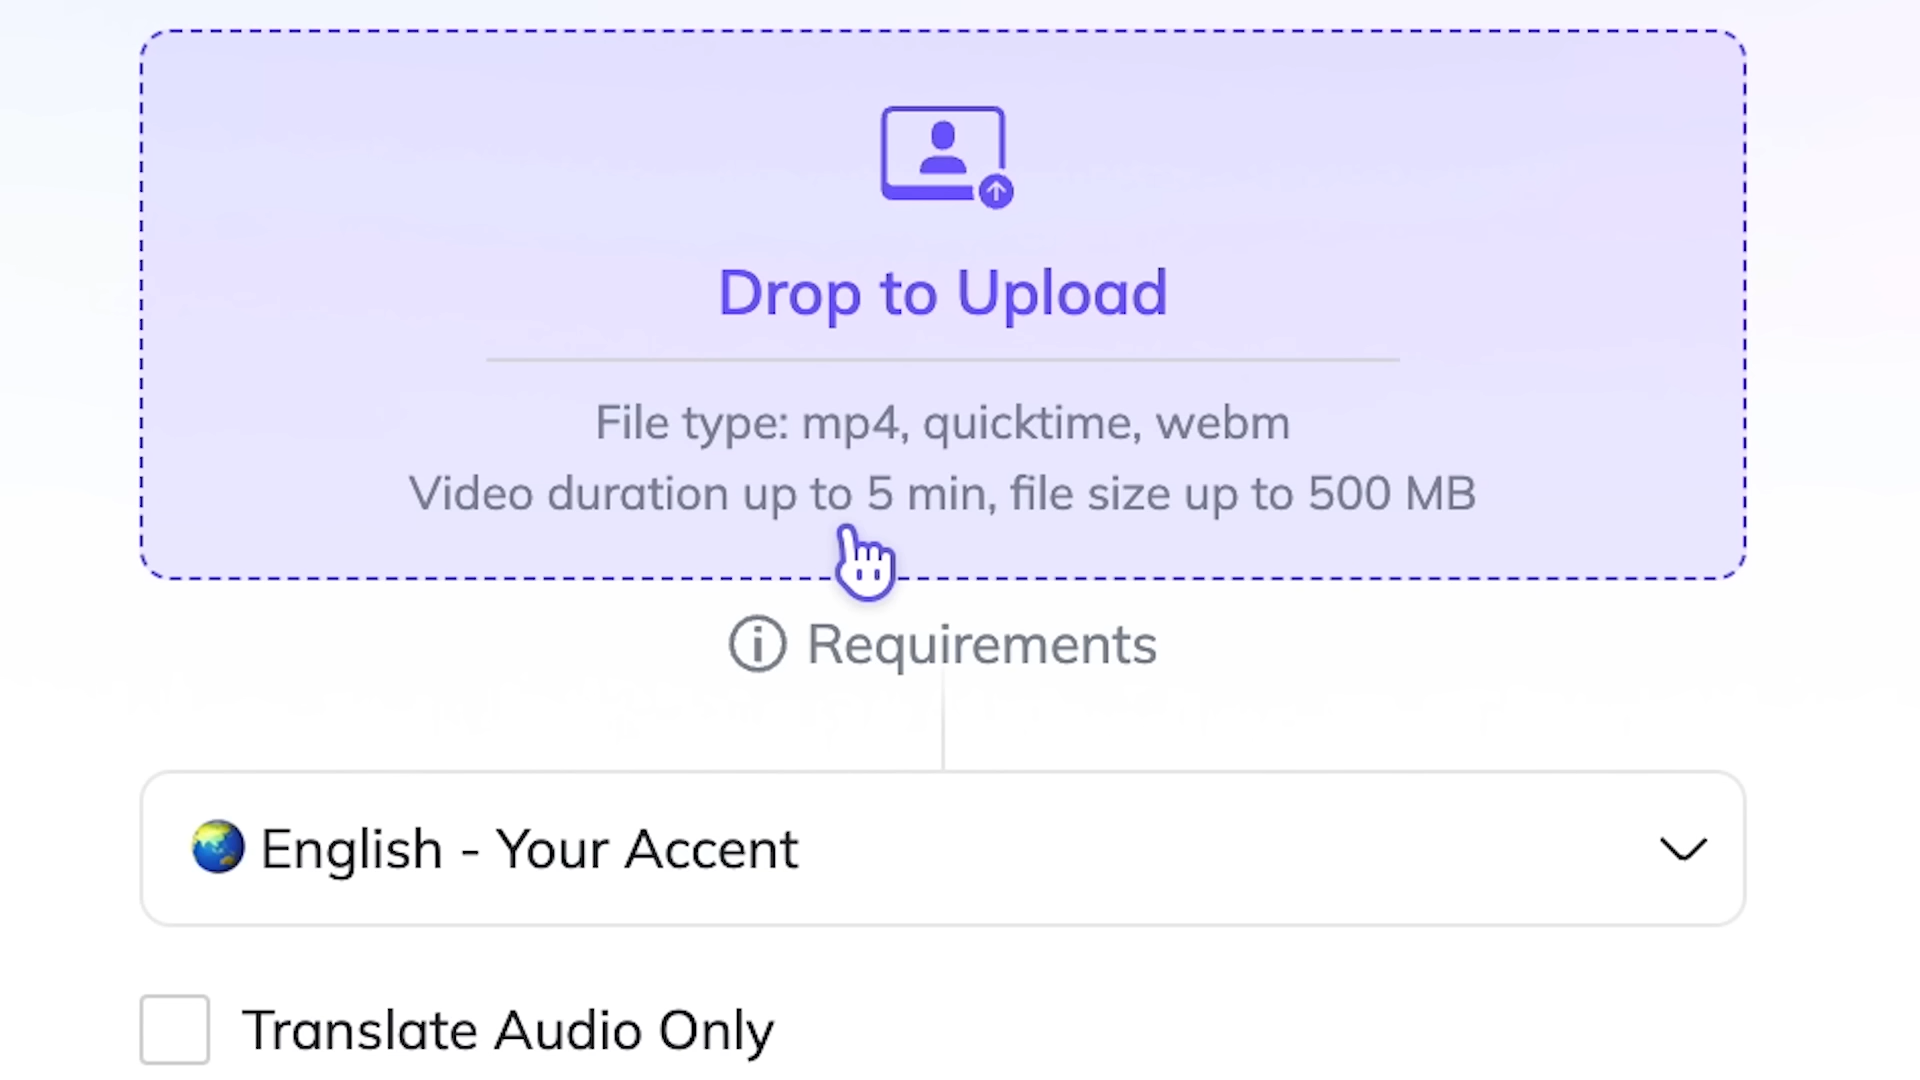 Drop to Upload
File type: mp4, quicktime, webm
Video duration up to 5 min, file size up to 500 MB
Requirements
English - Your Accent
Translate Audio Only